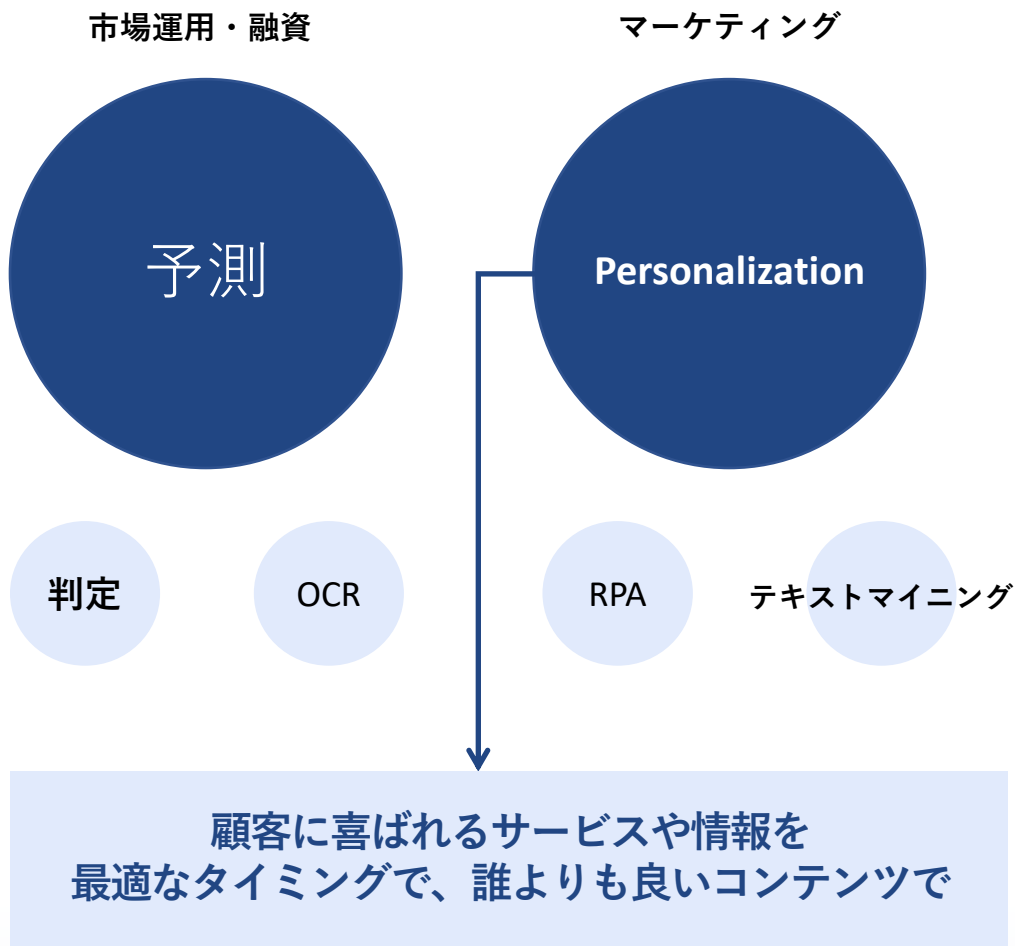 市場運用・融資
マーケティング
予測
Personalization
判定
OCR
RPA
テキストマイニング
顧客に喜ばれるサービスや情報を
最適なタイミングで、誰よりも良いコンテンツで